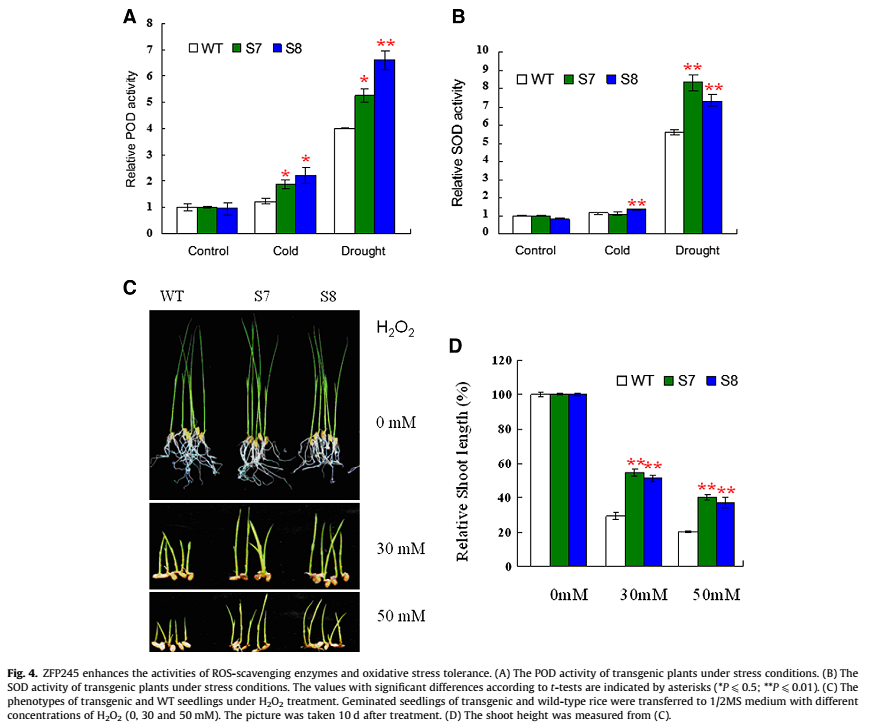 A
8
7
6
5
4
3
2
1
0
Relative POD activity
WT S7 S8
* * * **
Control Cold Drought
B
10
9
8
7
6
5
4
3
2
1
0
Relative SOD activity
WT S7 S8
** ** **
Control Cold Drought
C
WT S7 S8
H2O2
0 mM
30 mM
50 mM
D
120
100
80
60
40
20
0
Relative Shoot length (%)
WT S7 S8
** ** ** **
0mM 30mM 50mM
Fig. 4. ZFP245 enhances the activities of ROS-scavenging enzymes and oxidative stress tolerance. (A) The POD activity of transgenic plants under stress conditions. (B) The
SOD activity of transgenic plants under stress conditions. The values with significant differences according to t-tests are indicated by asterisks (*P ⩽ 0.5; **P ⩽ 0.01). (C) The
phenotypes of transgenic and WT seedlings under H2O2 treatment. Geminated seedlings of transgenic and wild-type rice were transferred to 1/2MS medium with different
concentrations of H2O2 (0, 30 and 50 mM). The picture was taken 10 d after treatment. (D) The shoot height was measured from (C).